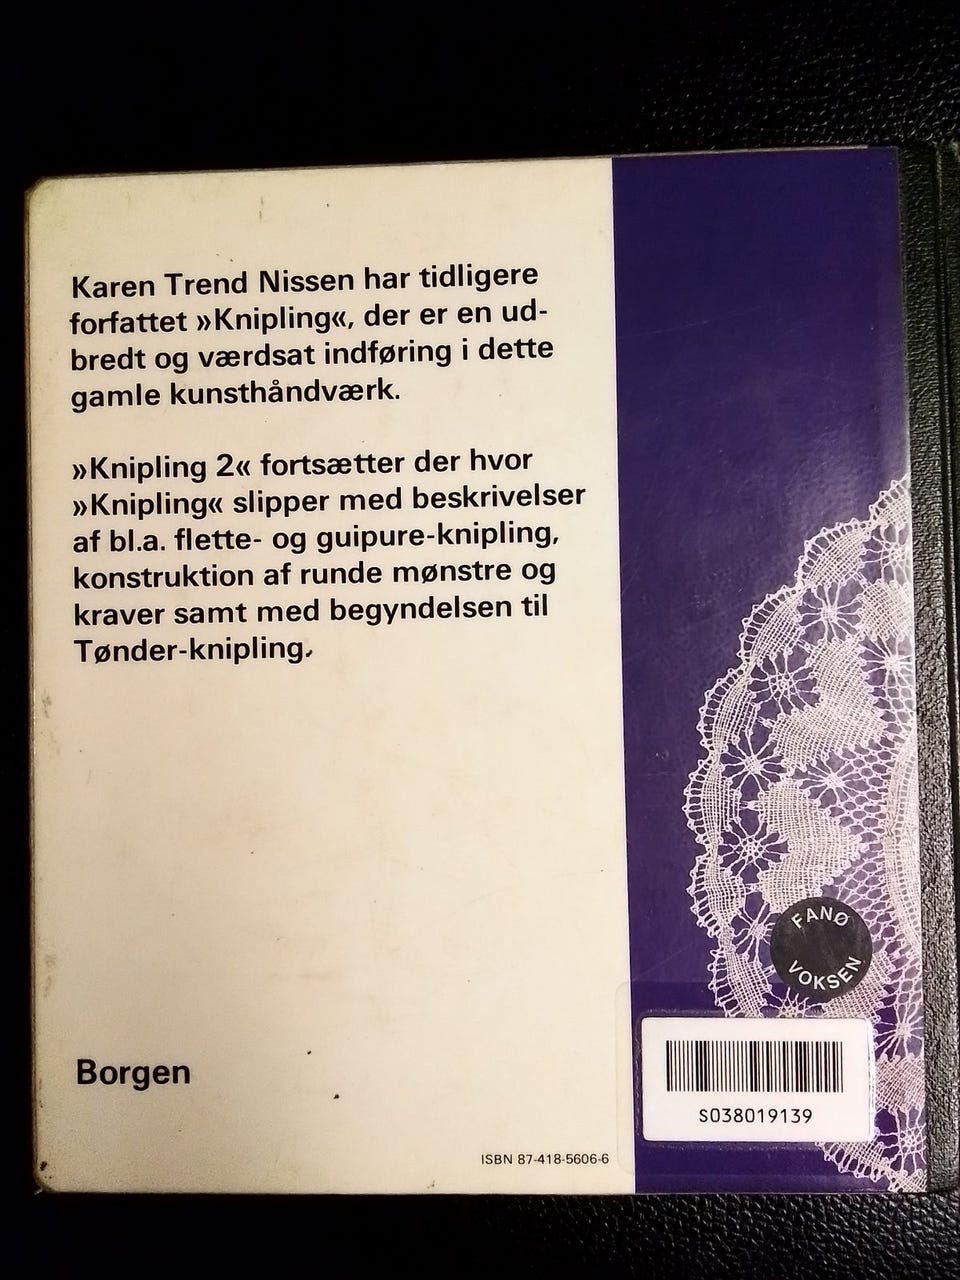 Karen Trend Nissen har tidligere
forfattet »Knipling«, der er en ud-
bredt og værdsat indføring i dette
gamle kunsthåndværk.
»Knipling 2« fortsætter der hvor
»Knipling« slipper med beskrivelser
af bl.a. flette- og guipure-knipling,
konstruktion af runde mønstre og
kraver samt med begyndelsen til
Tønder-knipling.
FANØ
VOKSEN
Borgen
S038019139
ISBN 87-418-5606-6